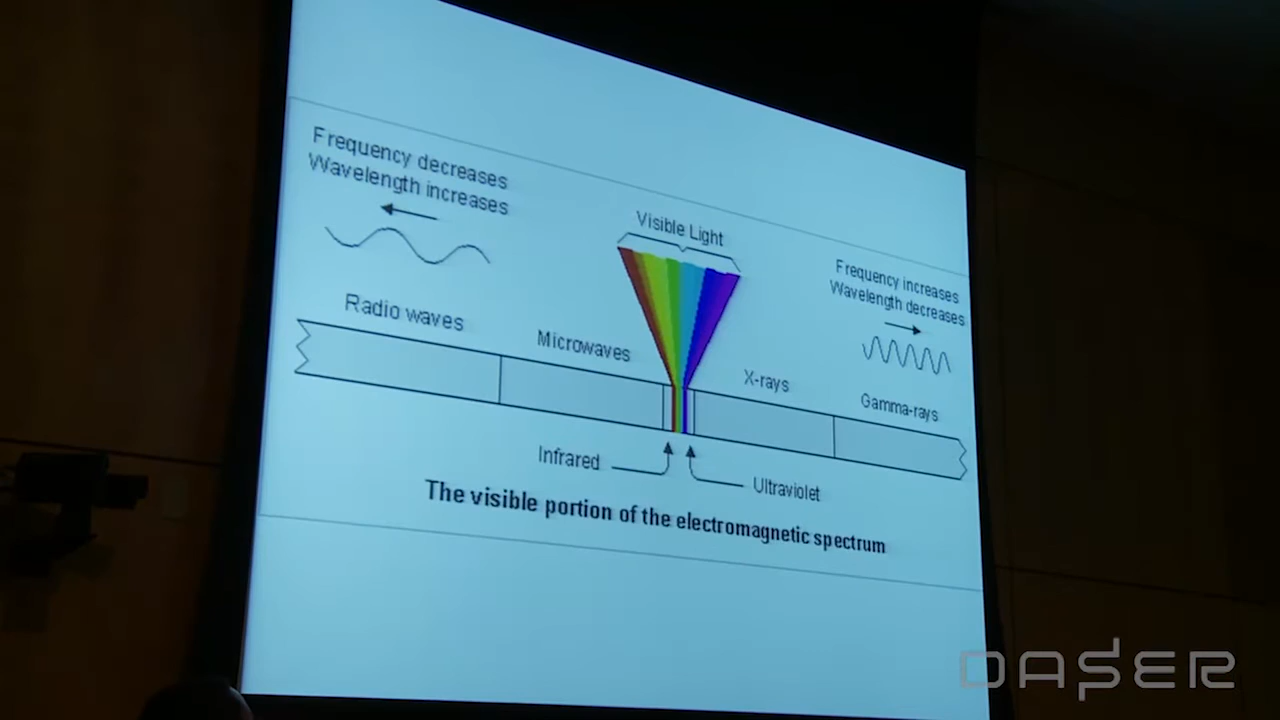 Frequency decreases
Wavelength increases
Visible Light
Frequency increases
Wavelength decreases
Radio waves
Microwaves
X-rays
Gamma-rays
Infrared
Ultraviolet
The visible portion of the electromagnetic spectrum
DASER